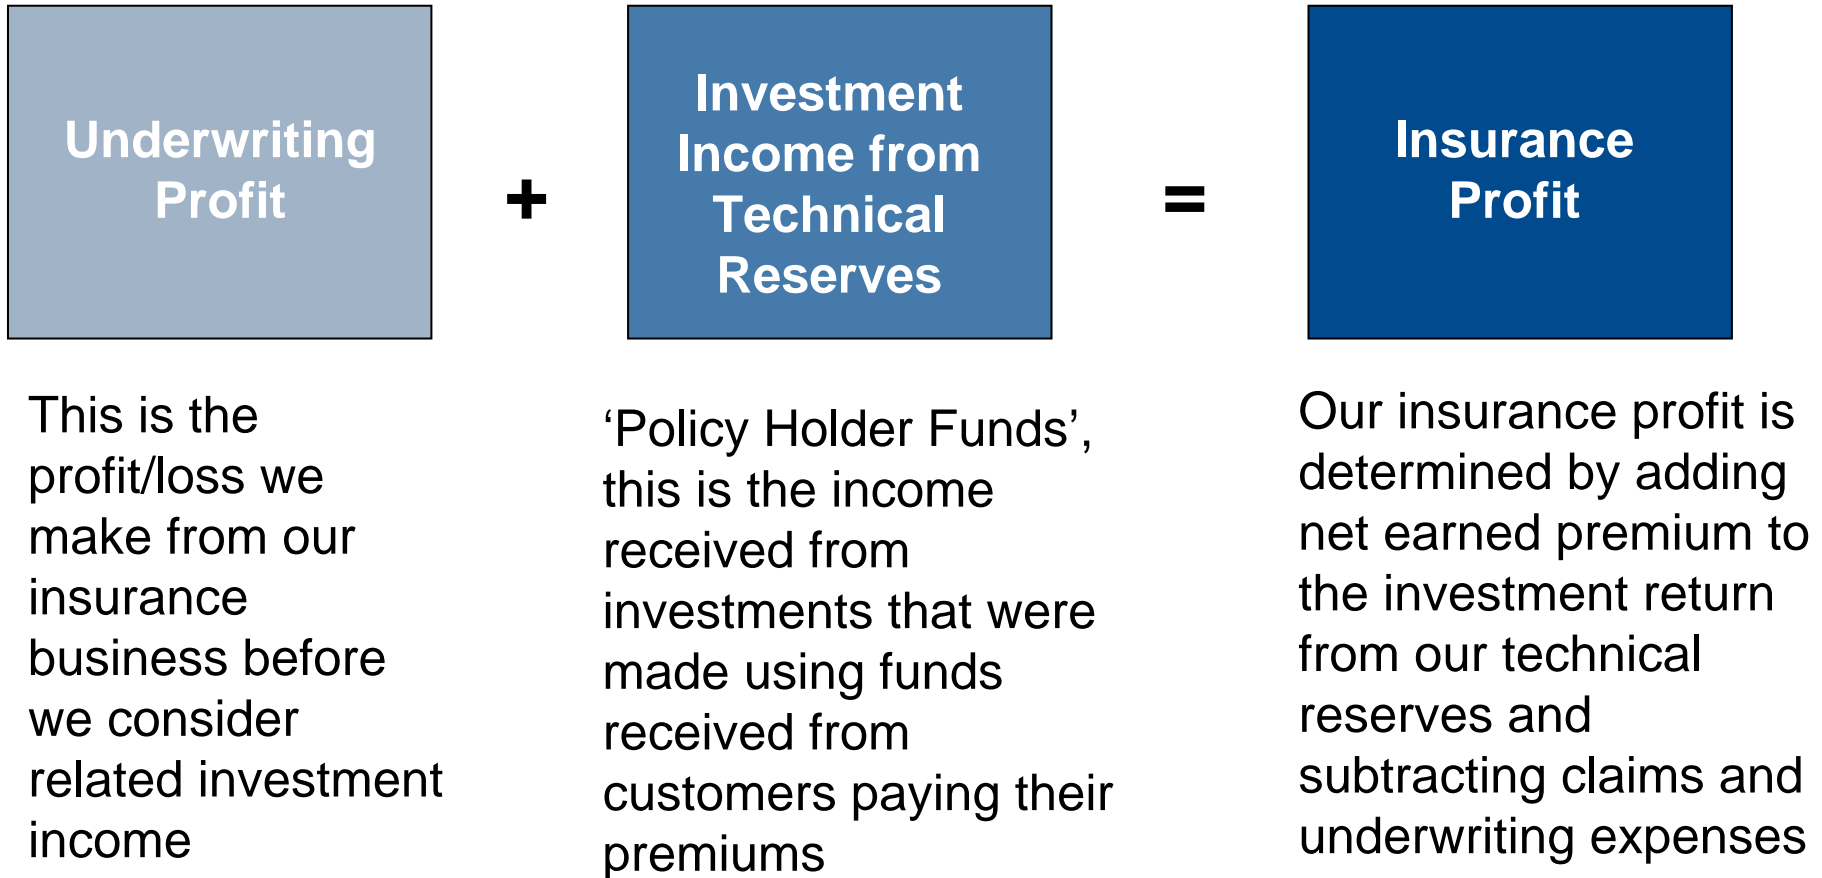 Underwriting
Profit
+
Investment
Income from
Technical
Reserves
=
Insurance
Profit
This is the
profit/loss we
make from our
insurance
business before
we consider
related investment
income
‘Policy Holder Funds’,
this is the income
received from
investments that were
made using funds
received from
customers paying their
premiums
Our insurance profit is
determined by adding
net earned premium to
the investment return
from our technical
reserves and
subtracting claims and
underwriting expenses